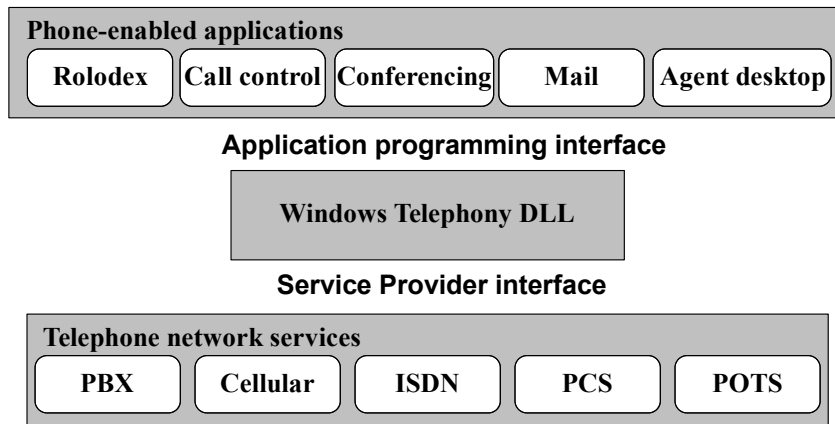 Phone-enabled applications
Rolodex Call control Conferencing Mail Agent desktop
Application programming interface
Windows Telephony DLL
Service Provider interface
Telephone network services
PBX Cellular ISDN PCS POTS